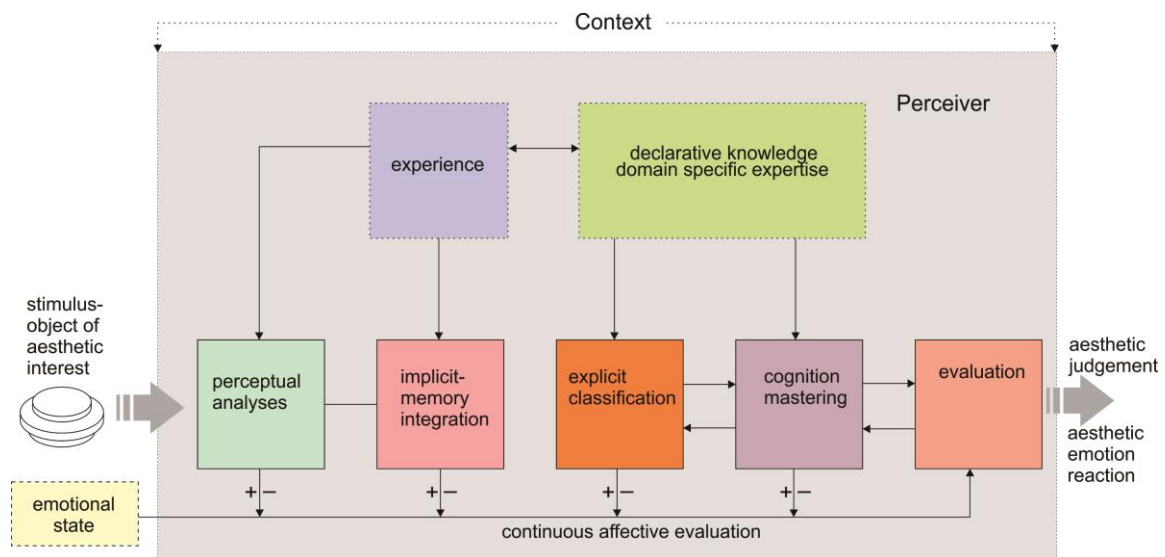 Context
Perceiver
experience
declarative knowledge
domain specific expertise
stimulus-
object of
aesthetic
interest
perceptual
analyses
implicit-
memory
integration
explicit
classification
cognition
mastering
evaluation
aesthetic
judgement
aesthetic
emotion
reaction
+ −
+ −
+ −
+ −
emotional
state
continuous affective evaluation